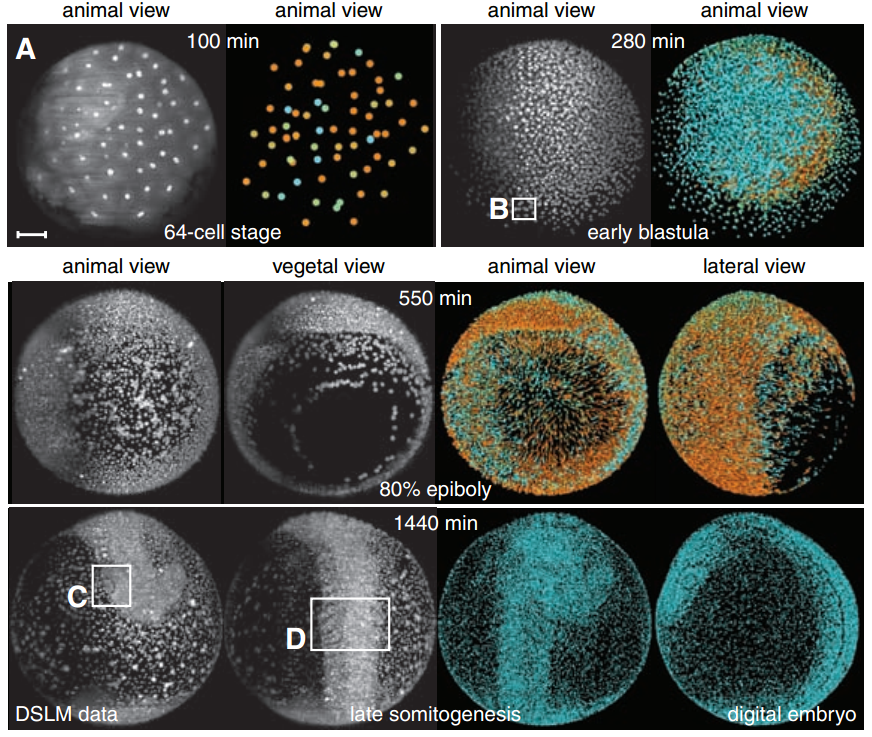 animal view animal view animal view animal view
A 100 min 280 min
B
64-cell stage early blastula
animal view vegetal view animal view lateral view
550 min
80% epiboly
1440 min
C
D
DSLM data late somitogenesis digital embryo